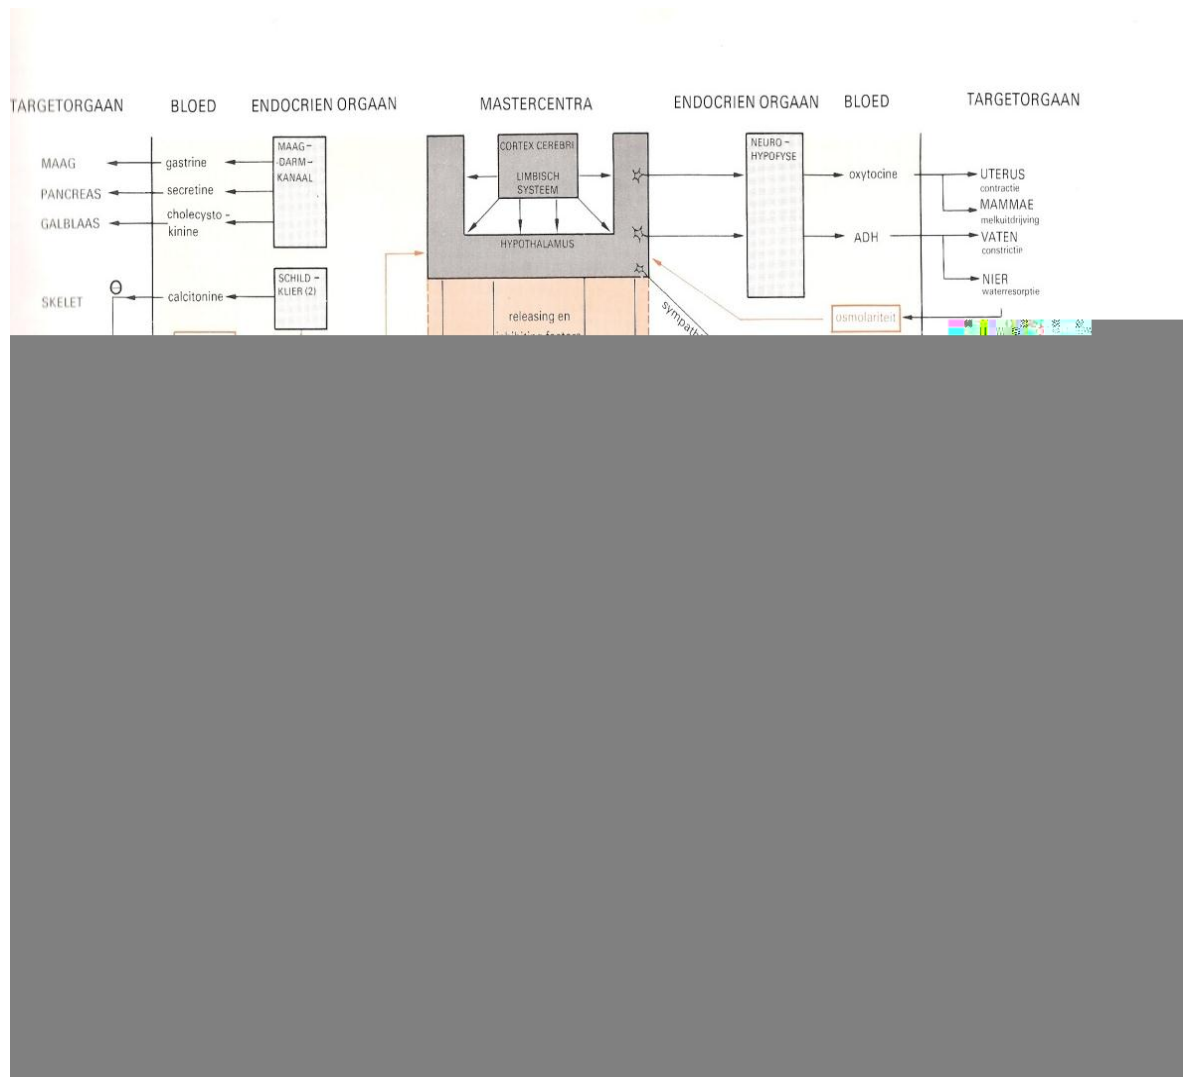 TARGETORGAAN BLOED ENDOCRIEN ORGAAN MASTERCENTRA ENDOCRIEN ORGAAN BLOED TARGETORGAAN
MAAG
PANCREAS
GALBLAAS
SKELET
gastrine
secretine
cholecysto-
kinine
calcitonine
MAAG-
-DARM-
KANAAL
SCHILD-
KLIER (2)
CORTEX CEREBRI
LIMBISCH
SYSTEEM
HYPOTHALAMUS
releasing en
NEURO-
HYPOFYSE
oxytocine
ADH
osmolariteit
UTERUS
contractie
MAMMAE
melkuitdrijving
VATEN
constrictie
NIER
waterresorptie